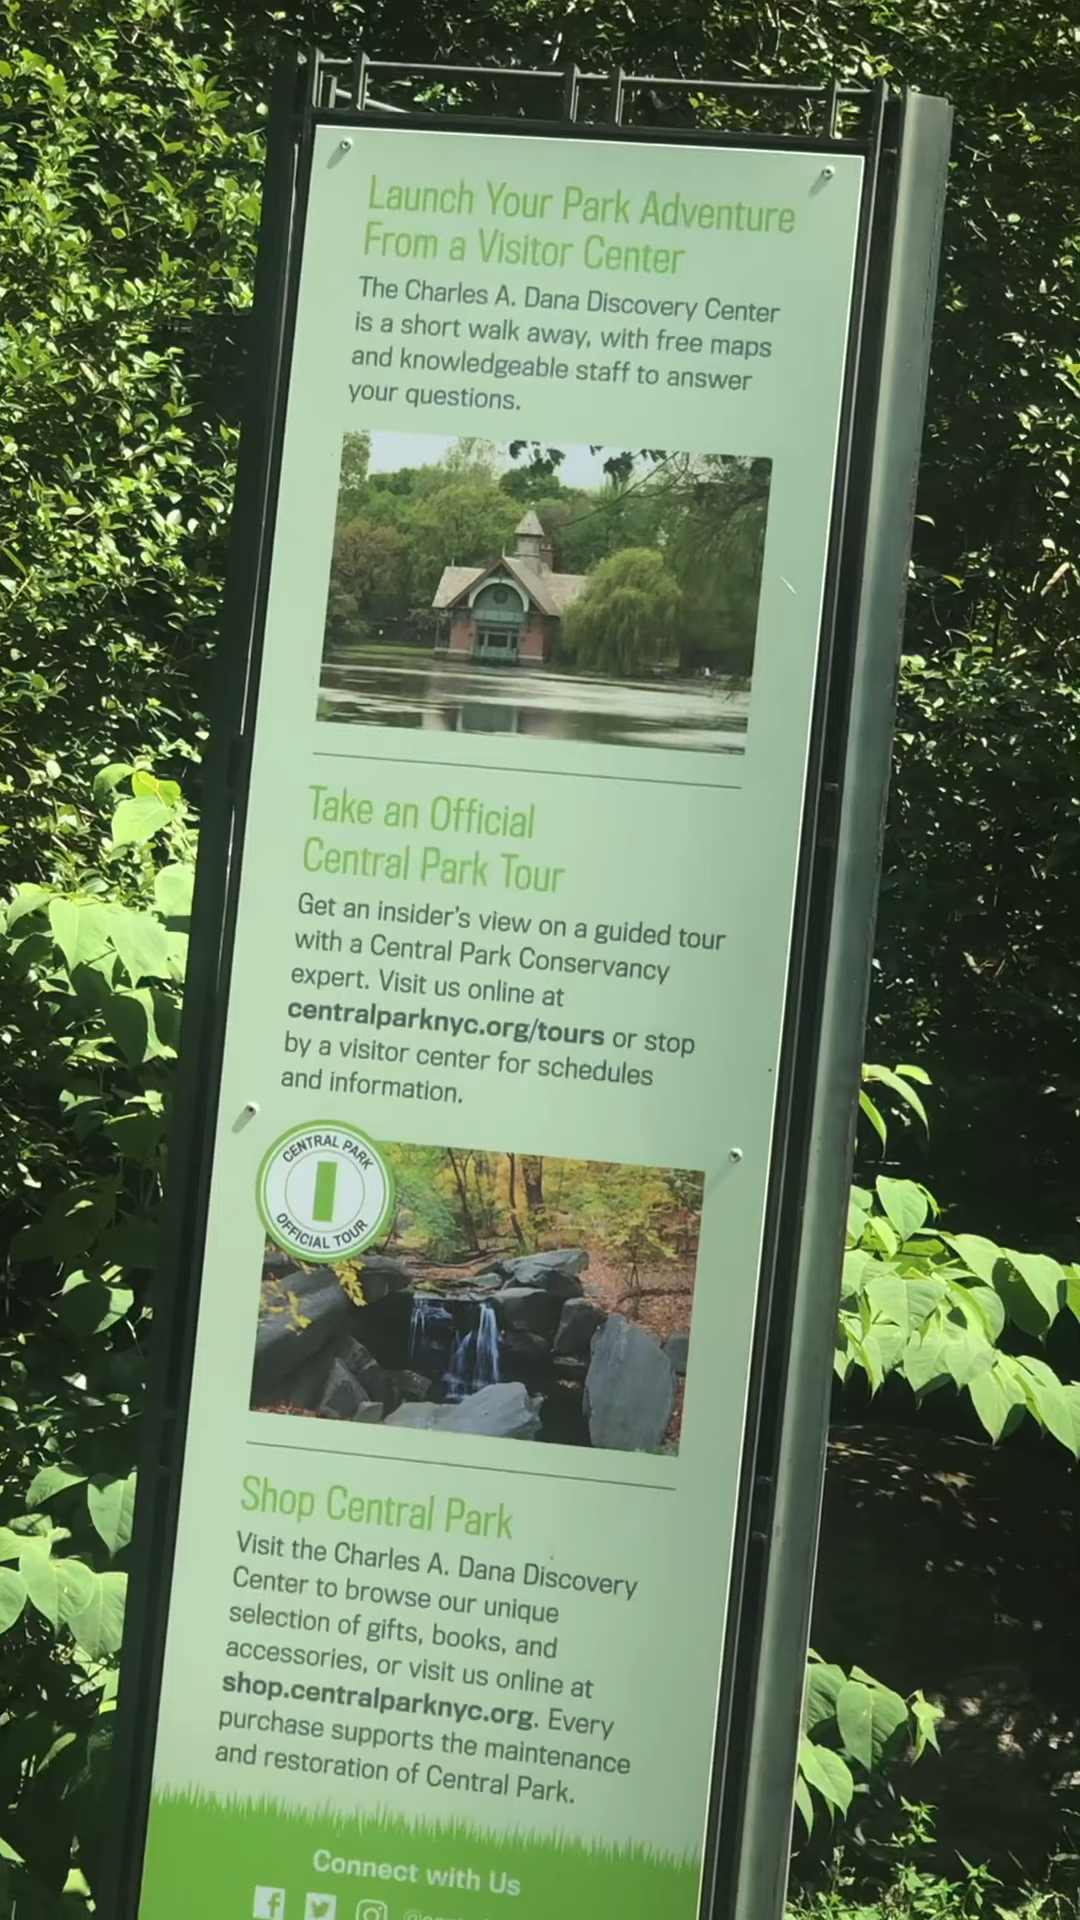 Launch Your Park Adventure
From a Visitor Center
The Charles A. Dana Discovery Center
is a short walk away, with free maps
and knowledgeable staff to answer
your questions.
Take an Official
Central Park Tour
Get an insider's view on a guided tour
with a Central Park Conservancy
expert. Visit us online at
centralparknyc.org/tours or stop
by a visitor center for schedules
and information.
CENTRAL PARK
OFFICIAL TOUR
Shop Central Park
Visit the Charles A. Dana Discovery
Center to browse our unique
selection of gifts, books, and
accessories, or visit us online at
shop.centralparknyc.org. Every
purchase supports the maintenance
and restoration of Central Park.
Connect with Us